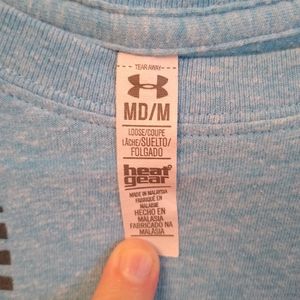 TEAR AWAY
MD/M
LOOSE/COUPE
LÂCHE/SUELTO/
FOLGADO
heat
gear
MADE IN MALAYSIA
FABRIQUÉ EN
MALAISIE
HECHO EN
MALASIA
FABRICADO NA
MALÁSIA